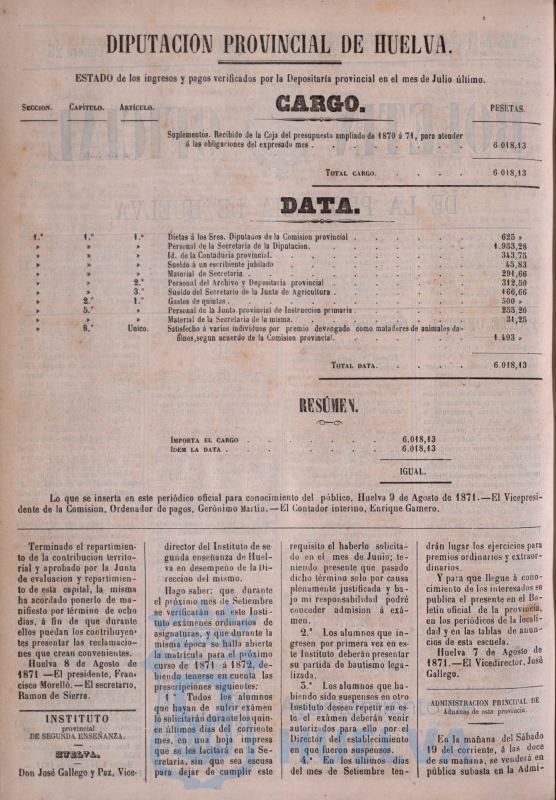 DIPUTACION PROVINCIAL DE HUELVA.
ESTADO de los ingresos y pagos verificados por la Depositaría provincial en el mes de Julio último.
SECCION. CAPÍTULO. ARTÍCULO. CARGO. PESETAS.
Suplementos. Recibido de la Caja del presupuesto ampliado de 1870 á 71, para atender
á las obligaciones del expresado mes . . . 6.018,13
TOTAL CARGO. . . . . 6 018,13
DATA.
1.ª 1.º 1.º Dietas á los Sres. Diputados de la Comision provincial . . . . 625 »
» » » Personal de la Secretaria de la Diputacion. . . . . 1.953,28
» » » Id. de la Contaduría provincial. . . . . 343,75
» » » Sueldo á un escribiente jubilado . . . . 45,83
» » » Material de Secretaria . . . . 291,66
» » 2.º Personal del Archivo y Depositaria provincial . . . . 312,50
» » 3.º Sueldo del Secretario de la Junta de Agricultura . . . . 166,66
» 2.º 1.º Gastos de quintas . . . . 500 »
» 5.º » Personal de la Junta provincial de Instruccion primaria . . . . 255,20
» » » Material de la Secretaria de la misma. . . . . 31,25
» 8.º Unico. Satisfecho á varios individuos por premio devengado como matadores de animales da-
ñinos,segun acuerdo de la Comision provincial. . . . . 1.493 »
TOTAL DATA. . . . . 6.018,13
RESÚMEN.
IMPORTA EL CARGO . . . . . 6.018,13
IDEM LA DATA . . . . . 6.018,13
IGUAL.
Lo que se inserta en este periódico oficial para conocimiento del público. Huelva 9 de Agosto de 1871.—El Vicepresi-
dente de la Comision, Ordenador de pagos, Gerónimo Martin.—El Contador interino, Enrique Gamero.
Terminado el repartimien-
to de la contribucion territo-
rial y aprobado por la Junta
de evaluacion y repartimien-
to de esta capital, la misma
ha acordado ponerlo de ma-
nifiesto por término de ocho
dias, á fin de que durante
ellos puedan los contribuyen-
tes presentar las reclamacio-
nes que crean convenientes.
Huelva 8 de Agosto de
1871 —El presidente, Fran-
cisco Morelló.—El secretario,
Ramon de Sierra.
INSTITUTO
provincial
DE SEGUNDA ENSEÑANZA.
HUELVA.
Don José Gallego y Paz, Vice-
director del Instituto de se-
gunda enseñanza de Huel-
va en desempeño de la Di-
reccion del mismo.
Hago saber: que durante
el próximo mes de Setiembre
se verificarán en este Insti-
tuto exámenes ordinarios de
asignaturas, y que durante la
misma época se halla abierta
la matrícula para el próximo
curso de 1871 á 1872, de-
biendo tenerse en cuenta las
prescripciones siguientes:
1.ª Todos los alumnos
que hayan de sufrir exámen
lo solicitarán durante los quin-
ce últimos dias del corriente
mes, en una hoja impresa
que se les facitará en la Se-
cretaría, sin que sea escusa
para dejar de cumplir este
requisito el haberlo solicita-
do en el mes de Junio; te-
niendo presente que pasado
dicho término solo por causa
plenamente justificada y ba-
jo mi responsabilidad podré
conceder admision á exá-
men.
2.ª Los alumnos que in-
gresen por primera vez en es-
te Instituto deberán presentar
su partida de bautismo lega-
lizada.
3.ª Los alumnos que ha-
biendo sido suspensos en otro
Instituto deseen repetir en es-
te el exámen deberán venir
autorizados para ello por el
Director del establecimiento
en que fueron suspensos.
4.ª En los últimos dias
del mes de Setiembre ten-
drán lugar los ejercicios para
premios ordinarios y extraor-
dinarios.
Y para que llegue á cono-
cimiento de los interesados se
publica el presente en el Bo-
letin oficial de la provincia,
en los periódicos de la locali-
dad y en las tablas de anun-
cios de esta escuela.
Huelva 7 de Agosto de
1871.—El Vicedirector, José
Gallego.
ADMINISTRACION PRINCIPAL DE
Aduanas de esta provincia.
En la mañana del Sábado
19 del corriente, á las doce
de su mañana, se venderá en
pública subasta en la Admi-